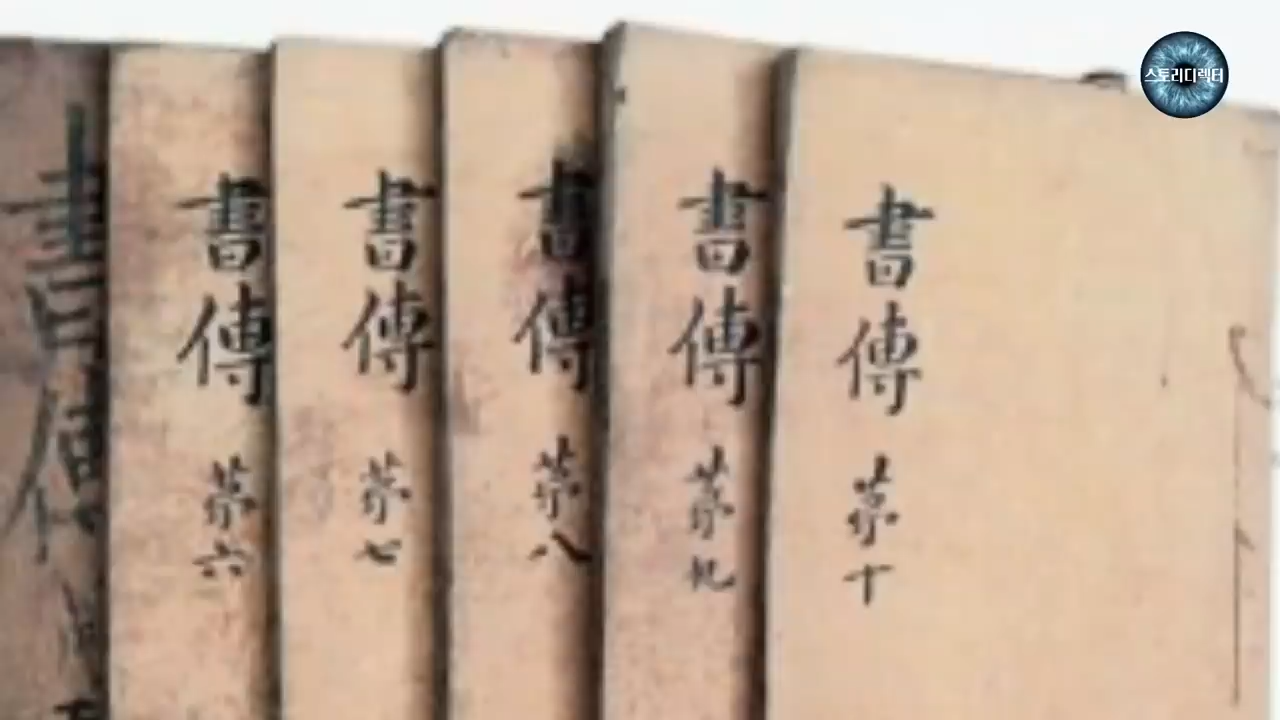 스토리디렉터
書傳
書傳 第六
書傳 第七
書傳 第八
書傳 第九
書傳 第十